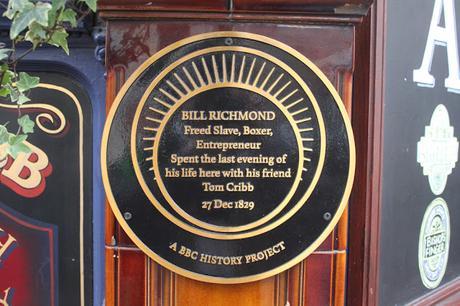 BILL RICHMOND
Freed Slave, Boxer,
Entrepreneur
Spent the last evening of
his life here with his friend
Tom Cribb
27 Dec 1829
A BBC HISTORY PROJECT
A